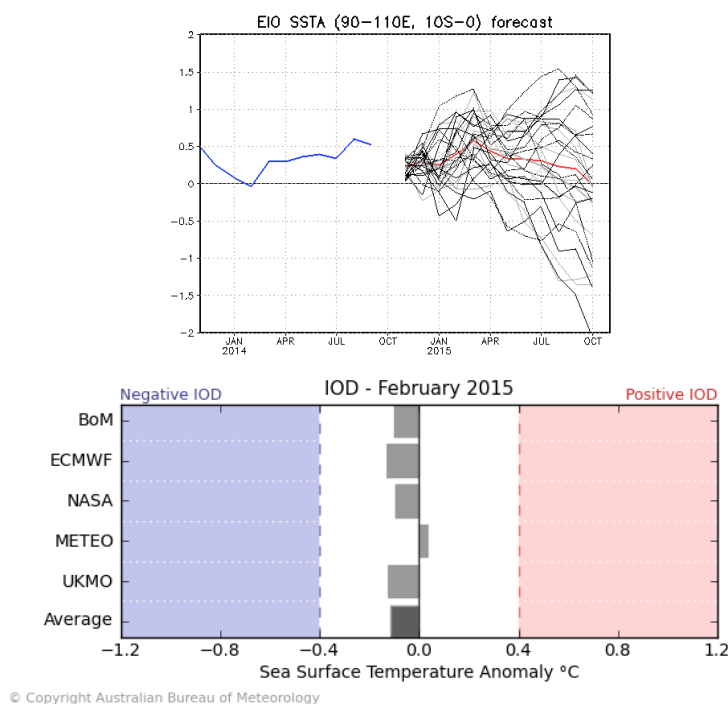 EIO SSTA (90-110E, 10S-0) forecast
2
1.5
1
0.5
0
-0.5
-1
-1.5
-2
JAN APR JUL OCT JAN APR JUL OCT
2014 2015
IOD - February 2015
Negative IOD Positive IOD
BoM
ECMWF
NASA
METEO
UKMO
Average
−1.2 −0.8 −0.4 0.0 0.4 0.8 1.2
Sea Surface Temperature Anomaly °C
© Copyright Australian Bureau of Meteorology